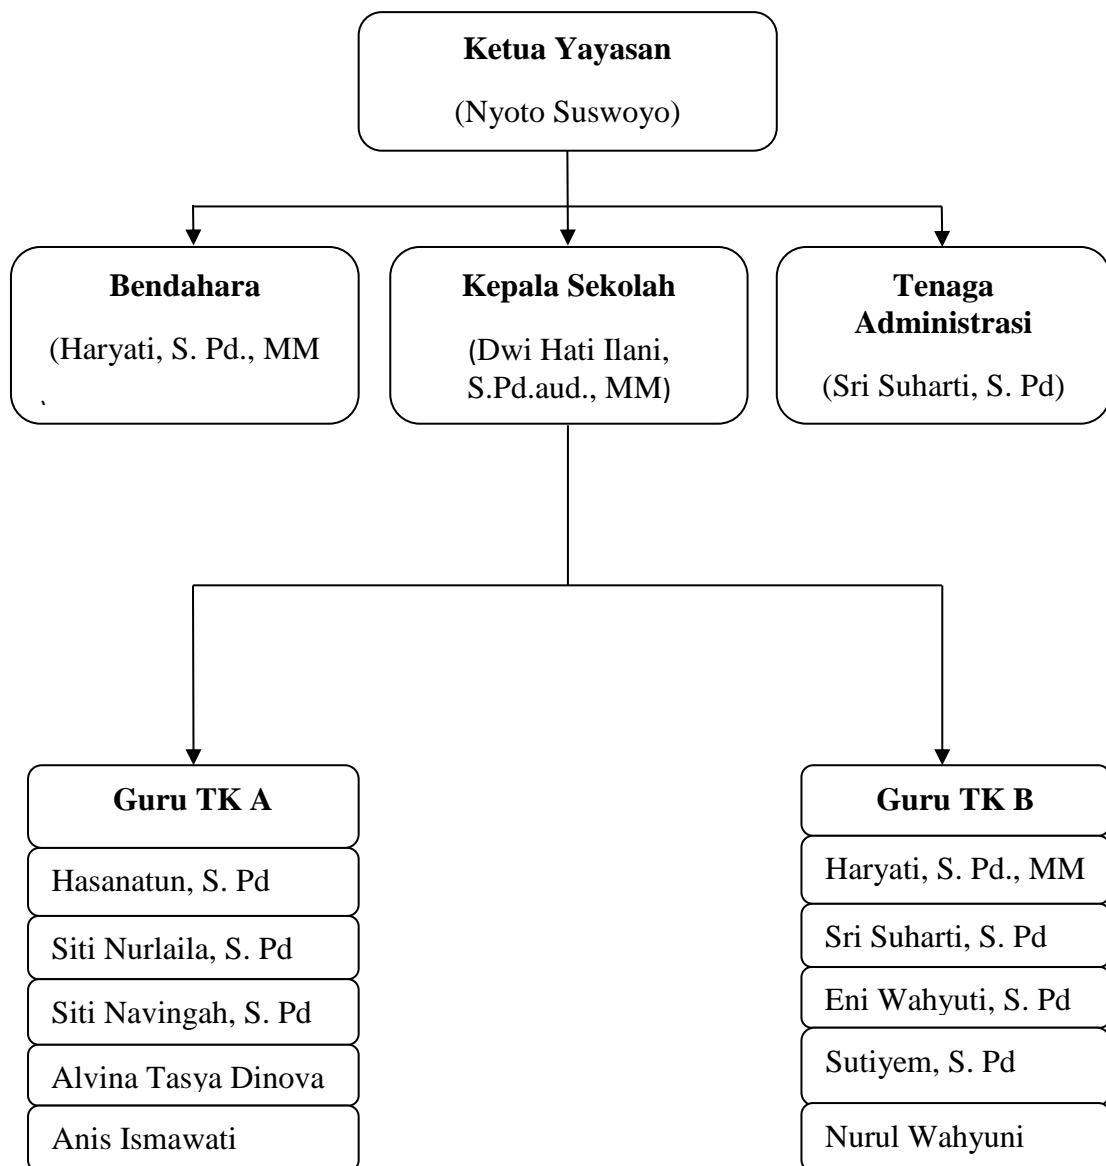 Ketua Yayasan
(Nyoto Suswoyo)
Bendahara
(Haryati, S. Pd., MM
Kepala Sekolah
(Dwi Hati Ilani,
S.Pd.aud., MM)
Tenaga
Administrasi
(Sri Suharti, S. Pd)
Guru TK A
Hasanatun, S. Pd
Siti Nurlaila, S. Pd
Siti Navingah, S. Pd
Alvina Tasya Dinova
Anis Ismawati
Guru TK B
Haryati, S. Pd., MM
Sri Suharti, S. Pd
Eni Wahyuti, S. Pd
Sutiyem, S. Pd
Nurul Wahyuni